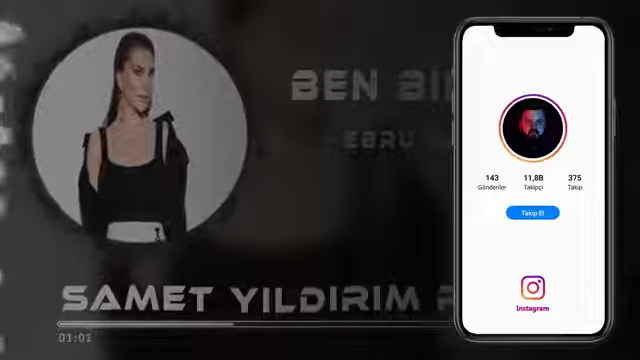 BEN Bİ
EBRU
SAMET YILDIRIM R
01:01
143
11,8B
375
Gönderiler
Takipçi
Takip
Takip Et
Instagram